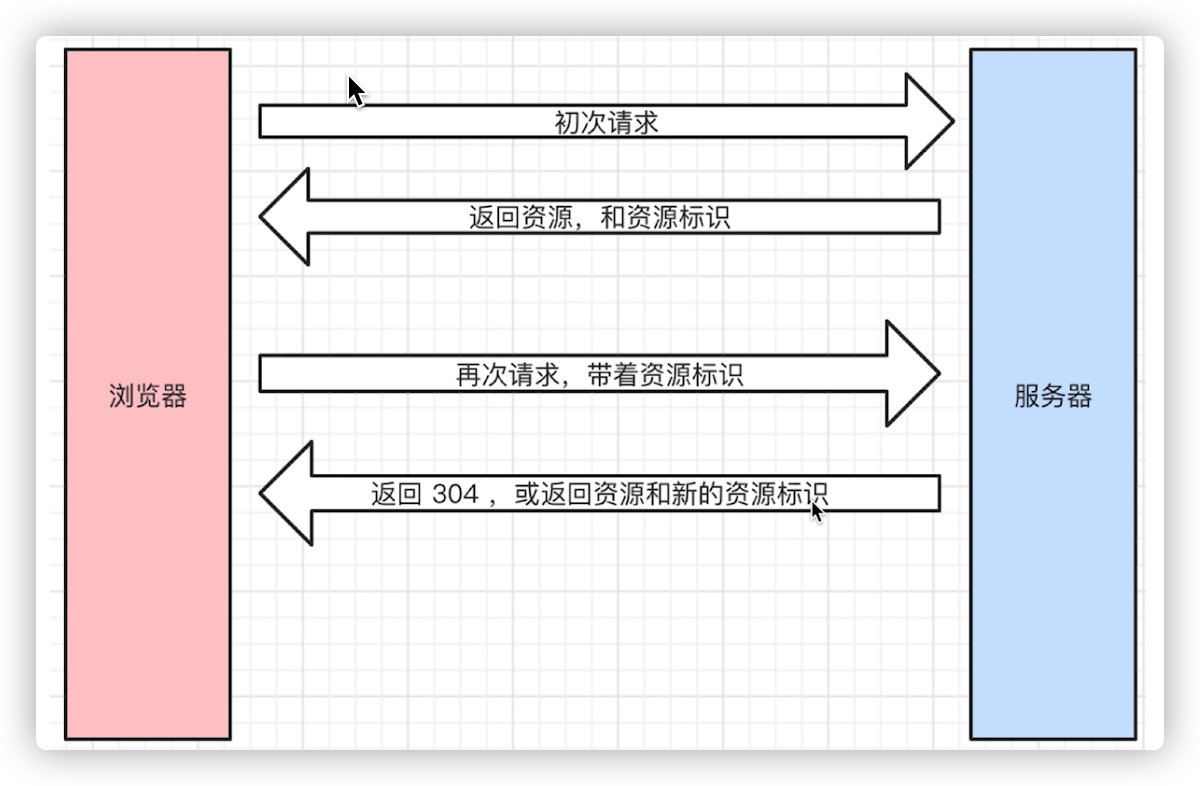 初次请求
返回资源，和资源标识
再次请求，带着资源标识
浏览器
服务器
返回 304 ，或返回资源和新的资源标识